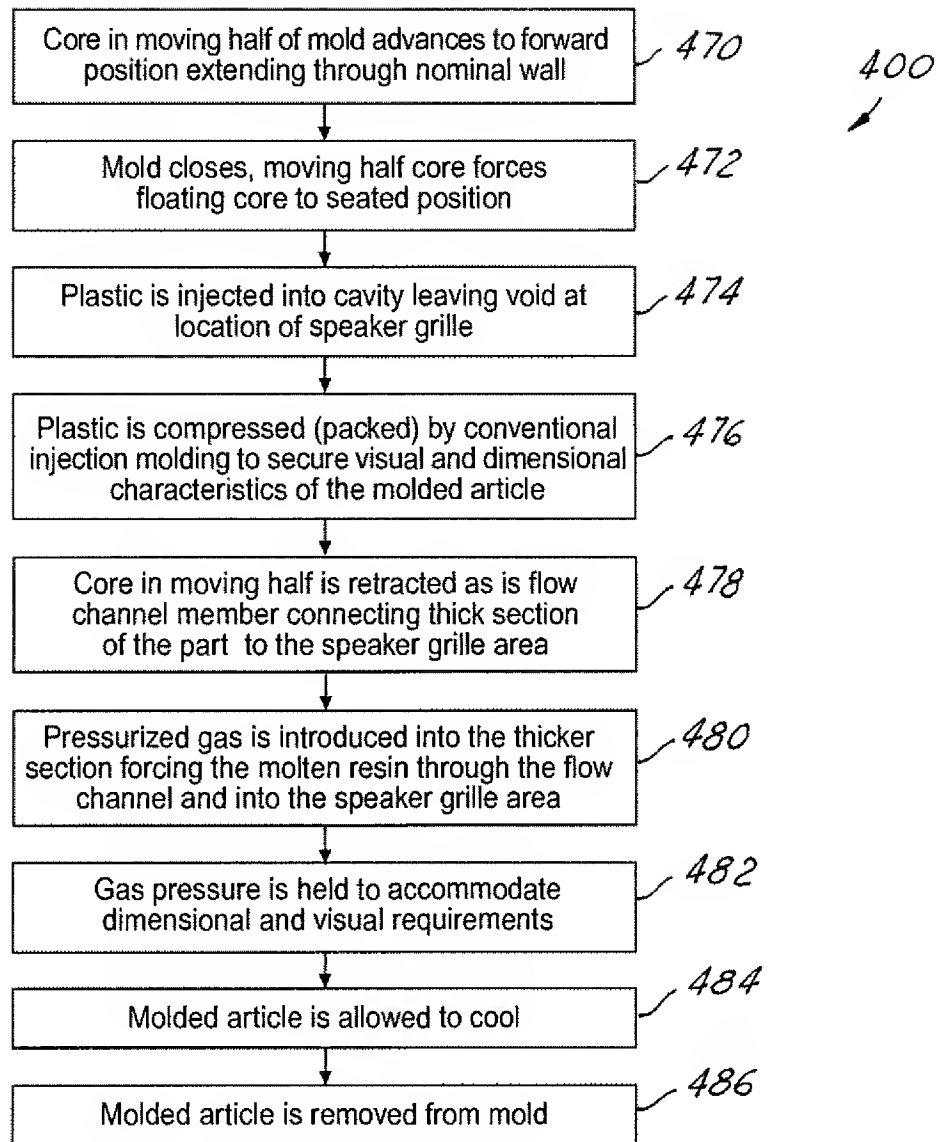 Core in moving half of mold advances to forward
position extending through nominal wall
470
400
Mold closes, moving half core forces
floating core to seated position
472
Plastic is injected into cavity leaving void at
location of speaker grille
474
Plastic is compressed (packed) by conventional
injection molding to secure visual and dimensional
characteristics of the molded article
476
Core in moving half is retracted as is flow
channel member connecting thick section
of the part to the speaker grille area
478
Pressurized gas is introduced into the thicker
section forcing the molten resin through the flow
channel and into the speaker grille area
480
Gas pressure is held to accommodate
dimensional and visual requirements
482
Molded article is allowed to cool
484
Molded article is removed from mold
486